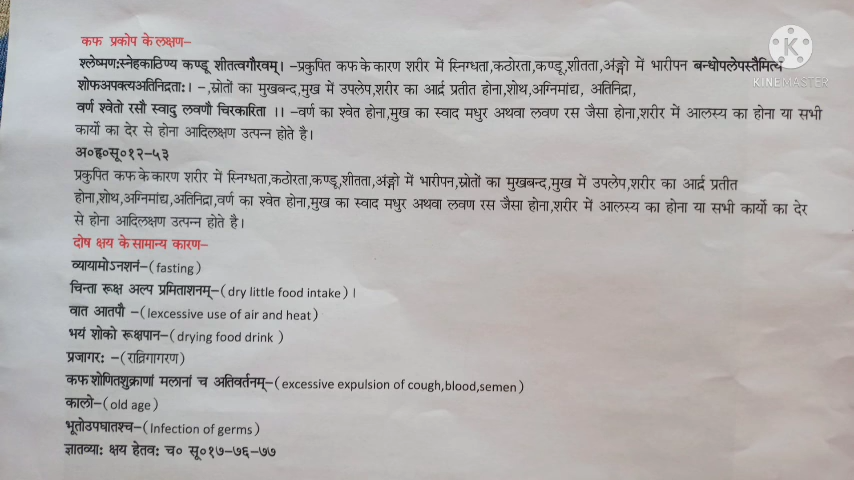 कफ प्रकोप के लक्षण–
श्लेष्मण:स्नेहकाठिण्य कण्डू शीतत्वगौरवम्। –प्रकुपित कफ के कारण शरीर में स्निग्धता,कठोरता,कण्डू,शीतता,अंङ्गो में भारीपन बन्धोपलेपस्तैमित्य
शोफअपक्त्यअतिनिद्रता:। –,स्रोतों का मुखबन्द,मुख में उपलेप,शरीर का आर्द्र प्रतीत होना,शोथ,अग्निमांद्य, अतिनिद्रा,
वर्ण श्वेतो रसौ स्वादु लवणौ चिरकारिता ।। –वर्ण का श्वेत होना,मुख का स्वाद मधुर अथवा लवण रस जैसा होना,शरीर में आलस्य का होना या सभी
कार्यो का देर से होना आदिलक्षण उत्पन्न होते है।
अ०हृ०सू०१२–५३
प्रकुपित कफ के कारण शरीर में स्निग्धता,कठोरता,कण्डू,शीतता,अंङ्गो में भारीपन,स्रोतों का मुखबन्द,मुख में उपलेप,शरीर का आर्द्र प्रतीत
होना,शोथ,अग्निमांद्य,अतिनिद्रा,वर्ण का श्वेत होना,मुख का स्वाद मधुर अथवा लवण रस जैसा होना,शरीर में आलस्य का होना या सभी कार्यो का देर
से होना आदिलक्षण उत्पन्न होते है।
दोष क्षय के सामान्य कारण–
व्यायामोऽनशनं–(fasting)
चिन्ता रूक्ष अल्प प्रमिताशनम्–(dry little food intake)।
वात आतपौ –(lexcessive use of air and heat)
भयं शोको रूक्षपान–(drying food drink )
प्रजागर: –(रात्रिगागरण)
कफ शोणितशुक्राणां मलानां च अतिवर्तनम्–(excessive expulsion of cough,blood,semen)
कालो–(old age)
भूतोउपघातश्च–(Infection of germs)
ज्ञातव्या: क्षय हेतव: च० सू०१७–७६–७७
K
KINEMASTER